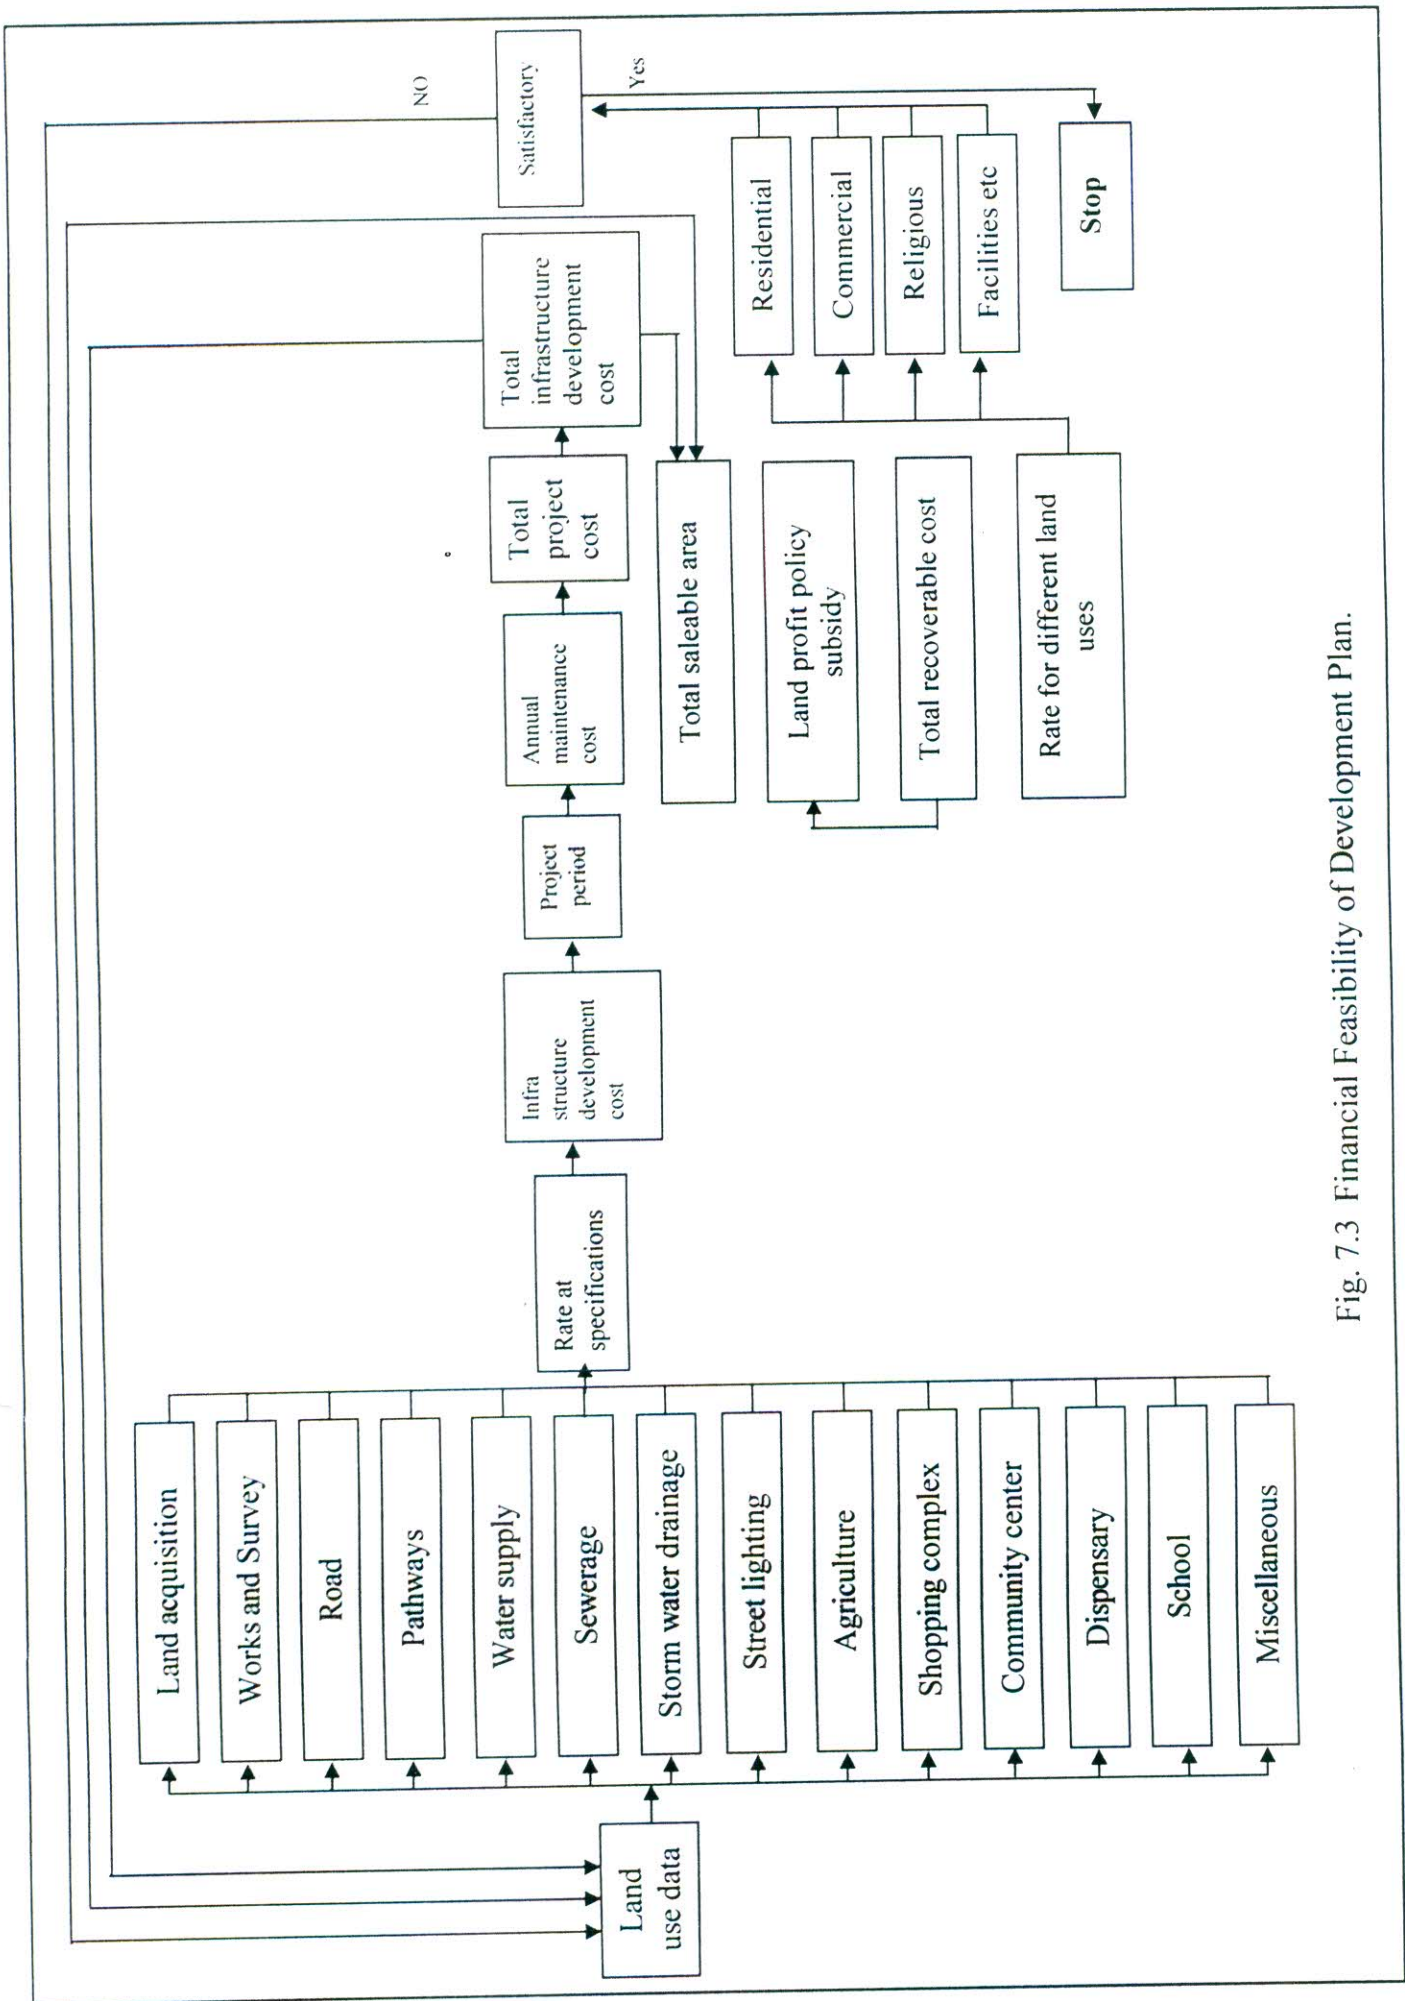 Land
use data
Land acquisition
Works and Survey
Road
Pathways
Water supply
Sewerage
Storm water drainage
Street lighting
Agriculture
Shopping complex
Community center
Dispensary
School
Miscellaneous
Rate at
specifications
Infra
structure
development
cost
Project
period
Annual
maintenance
cost
Total
project
cost
Total
infrastructure
development
cost
Total saleable area
Land profit policy
subsidy
Total recoverable cost
Rate for different land
uses
Residential
Commercial
Religious
Facilities etc
Satisfactory
NO
Yes
Stop
Fig. 7.3 Financial Feasibility of Development Plan.